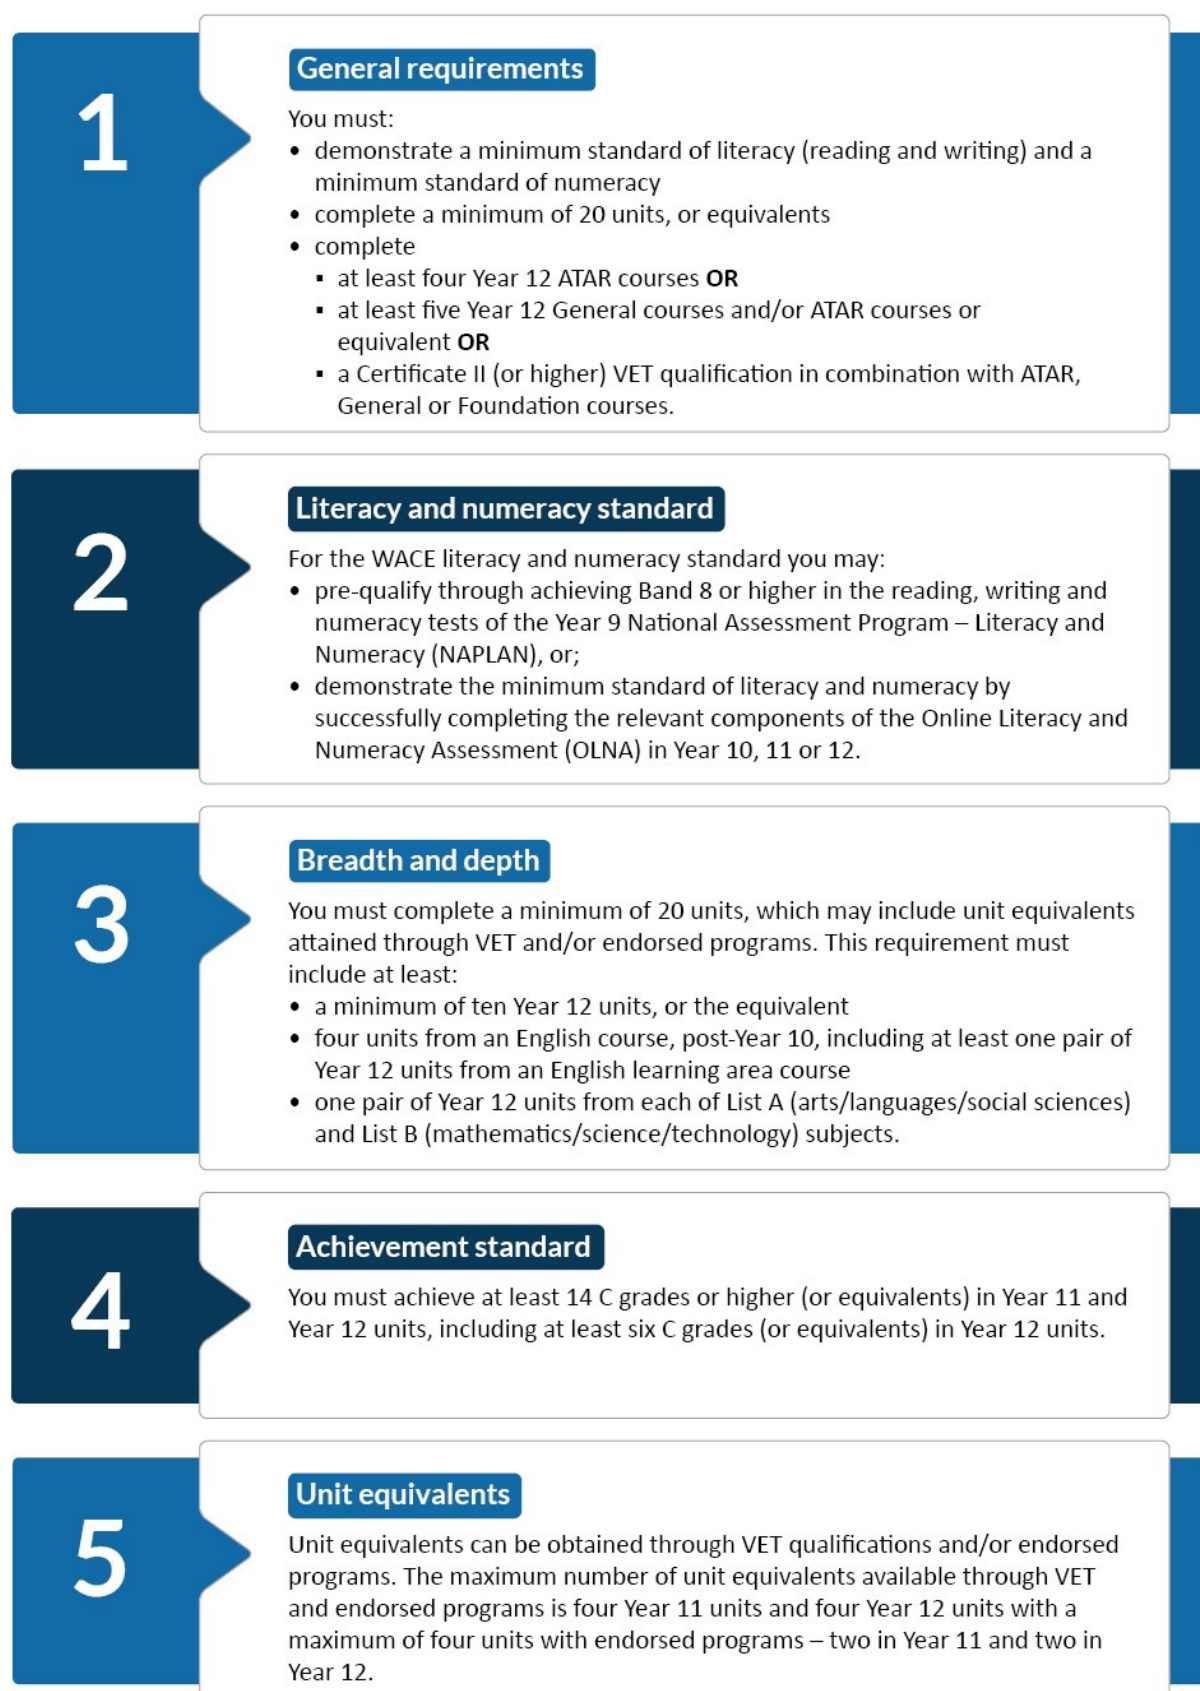 1
General requirements
You must:
• demonstrate a minimum standard of literacy (reading and writing) and a
minimum standard of numeracy
• complete a minimum of 20 units, or equivalents
• complete
▪ at least four Year 12 ATAR courses OR
▪ at least five Year 12 General courses and/or ATAR courses or
equivalent OR
▪ a Certificate II (or higher) VET qualification in combination with ATAR,
General or Foundation courses.
2
Literacy and numeracy standard
For the WACE literacy and numeracy standard you may:
• pre-qualify through achieving Band 8 or higher in the reading, writing and
numeracy tests of the Year 9 National Assessment Program – Literacy and
Numeracy (NAPLAN), or;
• demonstrate the minimum standard of literacy and numeracy by
successfully completing the relevant components of the Online Literacy and
Numeracy Assessment (OLNA) in Year 10, 11 or 12.
3
Breadth and depth
You must complete a minimum of 20 units, which may include unit equivalents
attained through VET and/or endorsed programs. This requirement must
include at least:
• a minimum of ten Year 12 units, or the equivalent
• four units from an English course, post-Year 10, including at least one pair of
Year 12 units from an English learning area course
• one pair of Year 12 units from each of List A (arts/languages/social sciences)
and List B (mathematics/science/technology) subjects.
4
Achievement standard
You must achieve at least 14 C grades or higher (or equivalents) in Year 11 and
Year 12 units, including at least six C grades (or equivalents) in Year 12 units.
5
Unit equivalents
Unit equivalents can be obtained through VET qualifications and/or endorsed
programs. The maximum number of unit equivalents available through VET
and endorsed programs is four Year 11 units and four Year 12 units with a
maximum of four units with endorsed programs – two in Year 11 and two in
Year 12.